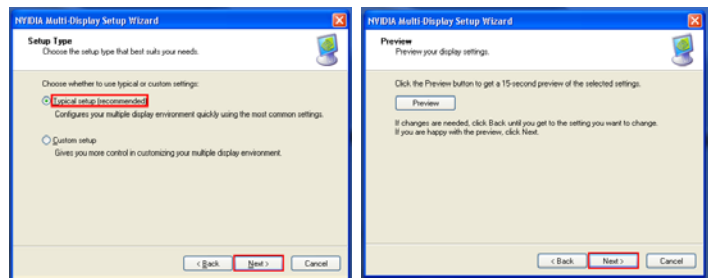 NVIDIA Multi-Display Setup Wizard
Setup Type
Choose the setup type that best suits your needs.
Choose whether to use typical or custom settings:
Typical setup (recommended)
Configures your multiple display environment quickly using the most common settings.
Custom setup
Gives you more control in customizing your multiple display environment.
< Back Next > Cancel
NVIDIA Multi-Display Setup Wizard
Preview
Preview your display settings.
Click the Preview button to get a 15-second preview of the selected settings.
Preview
If changes are needed, click Back until you get to the setting you want to change.
If you are happy with the preview, click Next.
< Back Next > Cancel